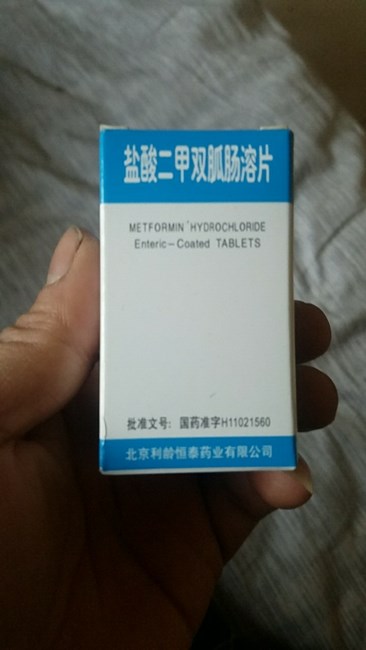 盐酸二甲双胍肠溶片
METFORMIN HYDROCHLORIDE
Enteric-Coated TABLETS
批准文号: 国药准字H11021560
北京利龄恒泰药业有限公司